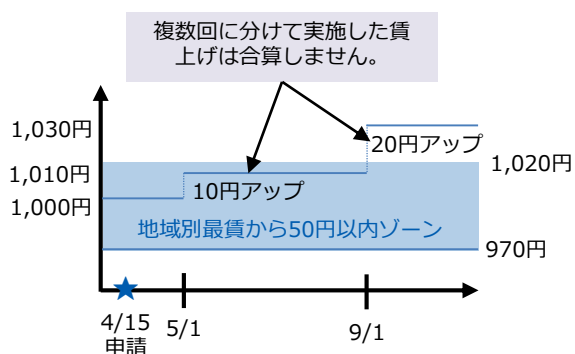 複数回に分けて実施した賃
上げは合算しません。
1,030円
20円アップ
1,020円
1,010円
10円アップ
1,000円
地域別最賃から50円以内ゾーン
970円
4/15
申請
5/1
9/1